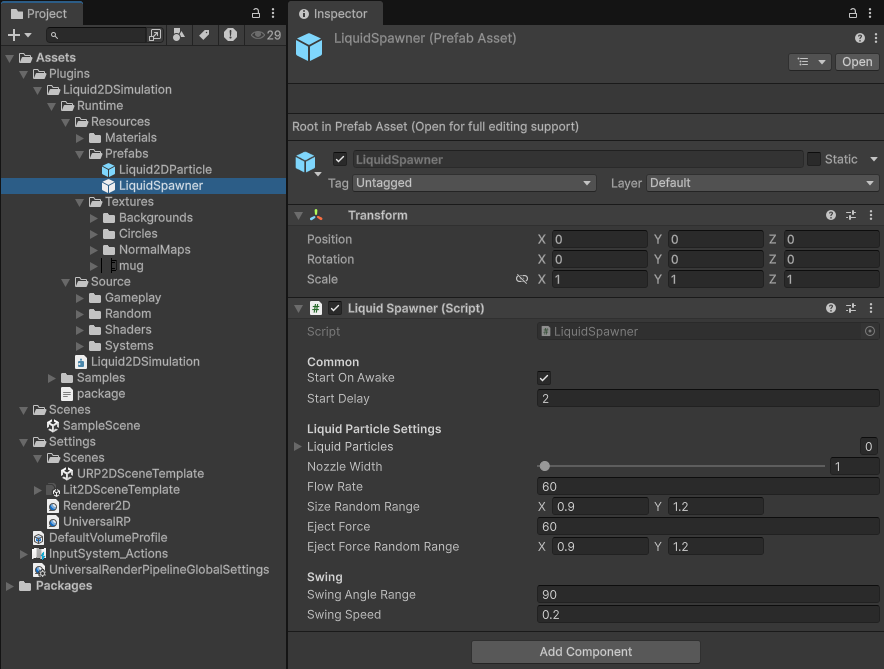 Project
29
Assets
Plugins
Liquid2DSimulation
Runtime
Resources
Materials
Prefabs
Liquid2DParticle
LiquidSpawner
Textures
Backgrounds
Circles
NormalMaps
mug
Source
Gameplay
Random
Shaders
Systems
Liquid2DSimulation
Samples
package
Scenes
SampleScene
Settings
Scenes
URP2DSceneTemplate
Lit2DSceneTemplate
Renderer2D
UniversalRP
DefaultVolumeProfile
InputSystem_Actions
UniversalRenderPipelineGlobalSettings
Packages
Inspector
LiquidSpawner (Prefab Asset)
Open
Root in Prefab Asset (Open for full editing support)
LiquidSpawner Static
Tag Untagged Layer Default
Transform
Position X 0 Y 0 Z 0
Rotation X 0 Y 0 Z 0
Scale X 1 Y 1 Z 1
# Liquid Spawner (Script)
Script # LiquidSpawner
Common
Start On Awake
Start Delay 2
Liquid Particle Settings
Liquid Particles 0
Nozzle Width 1
Flow Rate 60
Size Random Range X 0.9 Y 1.2
Eject Force 60
Eject Force Random Range X 0.9 Y 1.2
Swing
Swing Angle Range 90
Swing Speed 0.2
Add Component